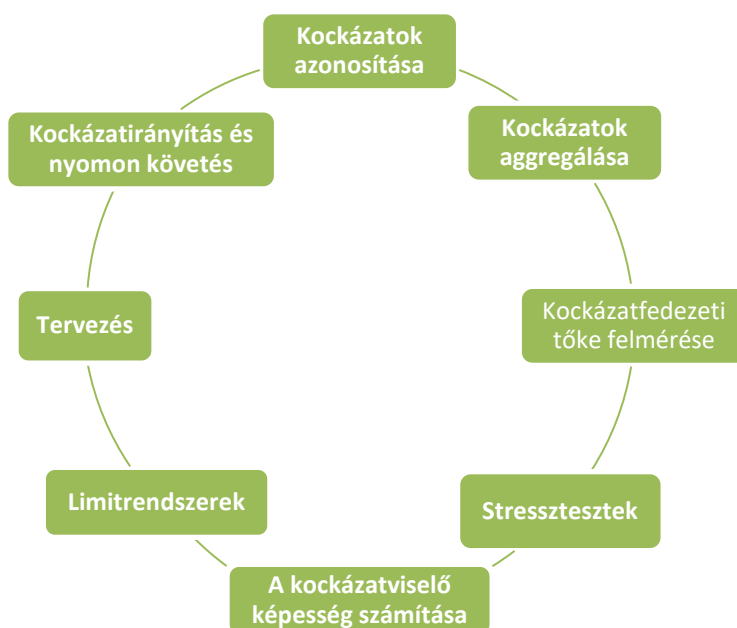 Kockázatok
azonosítása
Kockázatok
aggregálása
Kockázatfedezeti
tőke felmérése
Stressztesztek
A kockázatviselő
képesség számítása
Limitrendszerek
Tervezés
Kockázatirányítás és
nyomon követés